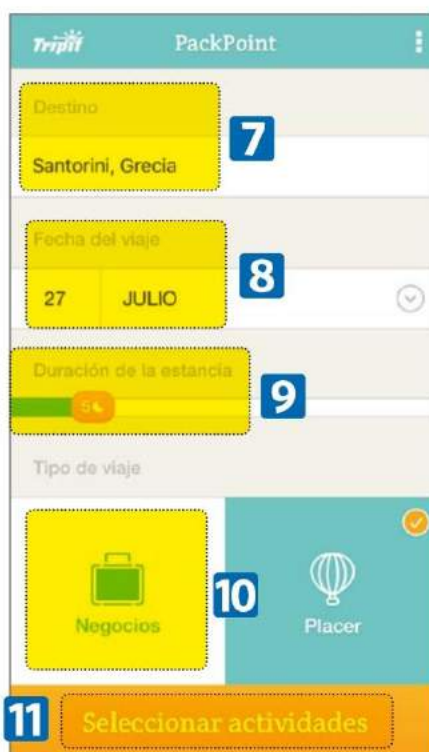 TripIt PackPoint
Destino
7
Santorini, Grecia
Fecha del viaje
8
27 JULIO
Duración de la estancia
5
9
Tipo de viaje
10
Negocios Placer
11 Seleccionar actividades